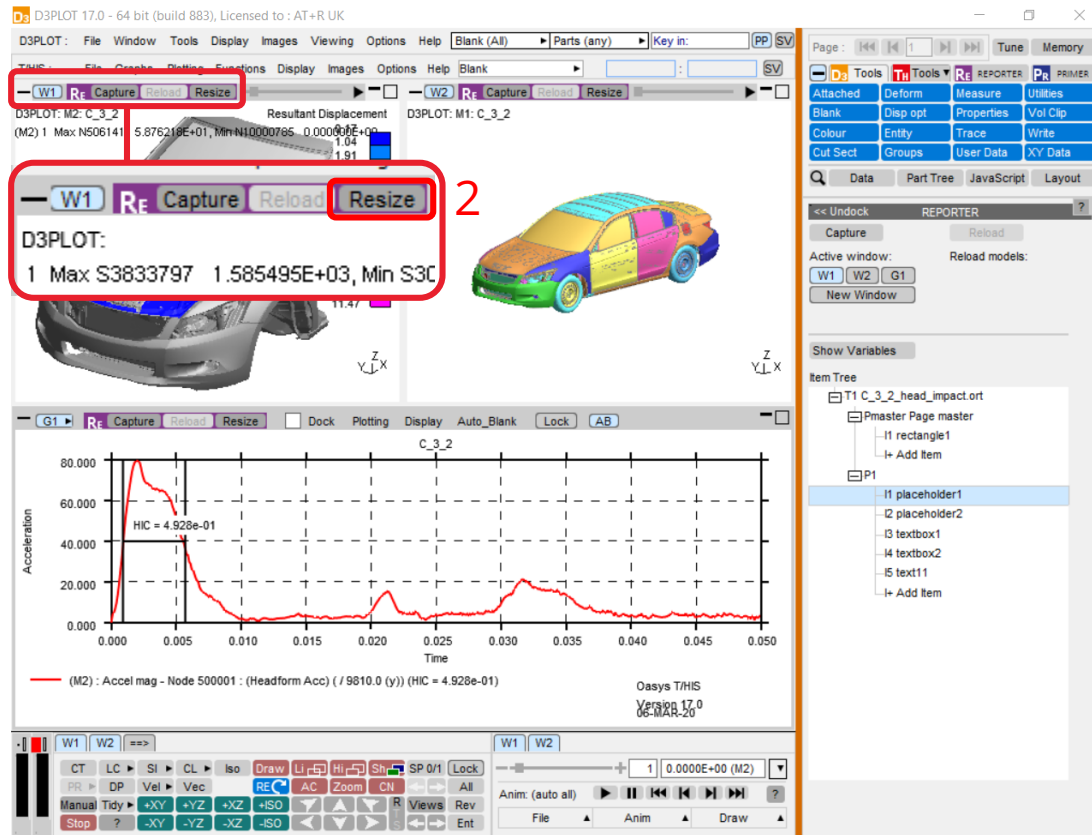 D3PLOT 17.0 - 64 bit (build 883), Licensed to : AT+R UK
D3PLOT : File Window Tools Display Images Viewing Options Help Blank (All) Parts (any) Key in: PP SV
T/HIS : File Graphs Plotting Functions Display Images Options Help Blank : SV
W1 RE Capture Reload Resize
W2 RE Capture Reload Resize
D3PLOT: M2: C_3_2 Resultant Displacement
(M2) 1 Max N506141 5.876218E+01, Min N10000785 0.000000E+00
1.04
1.91
D3PLOT: M1: C_3_2
W1 RE Capture Reload Resize 2
D3PLOT:
1 Max S3833797 1.585495E+03, Min S30
11.47
Z
Y X
Z
Y X
G1 RE Capture Reload Resize Dock Plotting Display Auto_Blank Lock AB
C_3_2
80.000
60.000
HIC = 4.928e-01
40.000
Acceleration
20.000
0.000
0.000 0.005 0.010 0.015 0.020 0.025 0.030 0.035 0.040 0.045 0.050
Time
(M2) : Accel mag - Node 500001 : (Headform Acc) ( / 9810.0 (y)) (HIC = 4.928e-01)
Oasys T/HIS
Version 17.0
06-MAR-20
W1 W2 ==>
CT LC SI CL Iso Draw Li Hi Sh SP 0/1 Lock
PR DP Vel Vec RE AC Zoom CN All
Manual Tidy +XY +YZ +XZ +ISO Views Rev
Stop ? -XY -YZ -XZ -ISO Ent
R
T
S
W1 W2
1 0.0000E+00 (M2)
Anim: (auto all) ?
File Anim Draw
Page : 1 Tune Memory
D3 Tools TH Tools RE REPORTER PR PRIMER
Attached Deform Measure Utilities
Blank Disp opt Properties Vol Clip
Colour Entity Trace Write
Cut Sect Groups User Data XY Data
Data Part Tree JavaScript Layout
<< Undock REPORTER ?
Capture Reload
Active window: Reload models:
W1 W2 G1
New Window
Show Variables
Item Tree
T1 C_3_2_head_impact.ort
Pmaster Page master
I1 rectangle1
I+ Add Item
P1
I1 placeholder1
I2 placeholder2
I3 textbox1
I4 textbox2
I5 text11
I+ Add Item